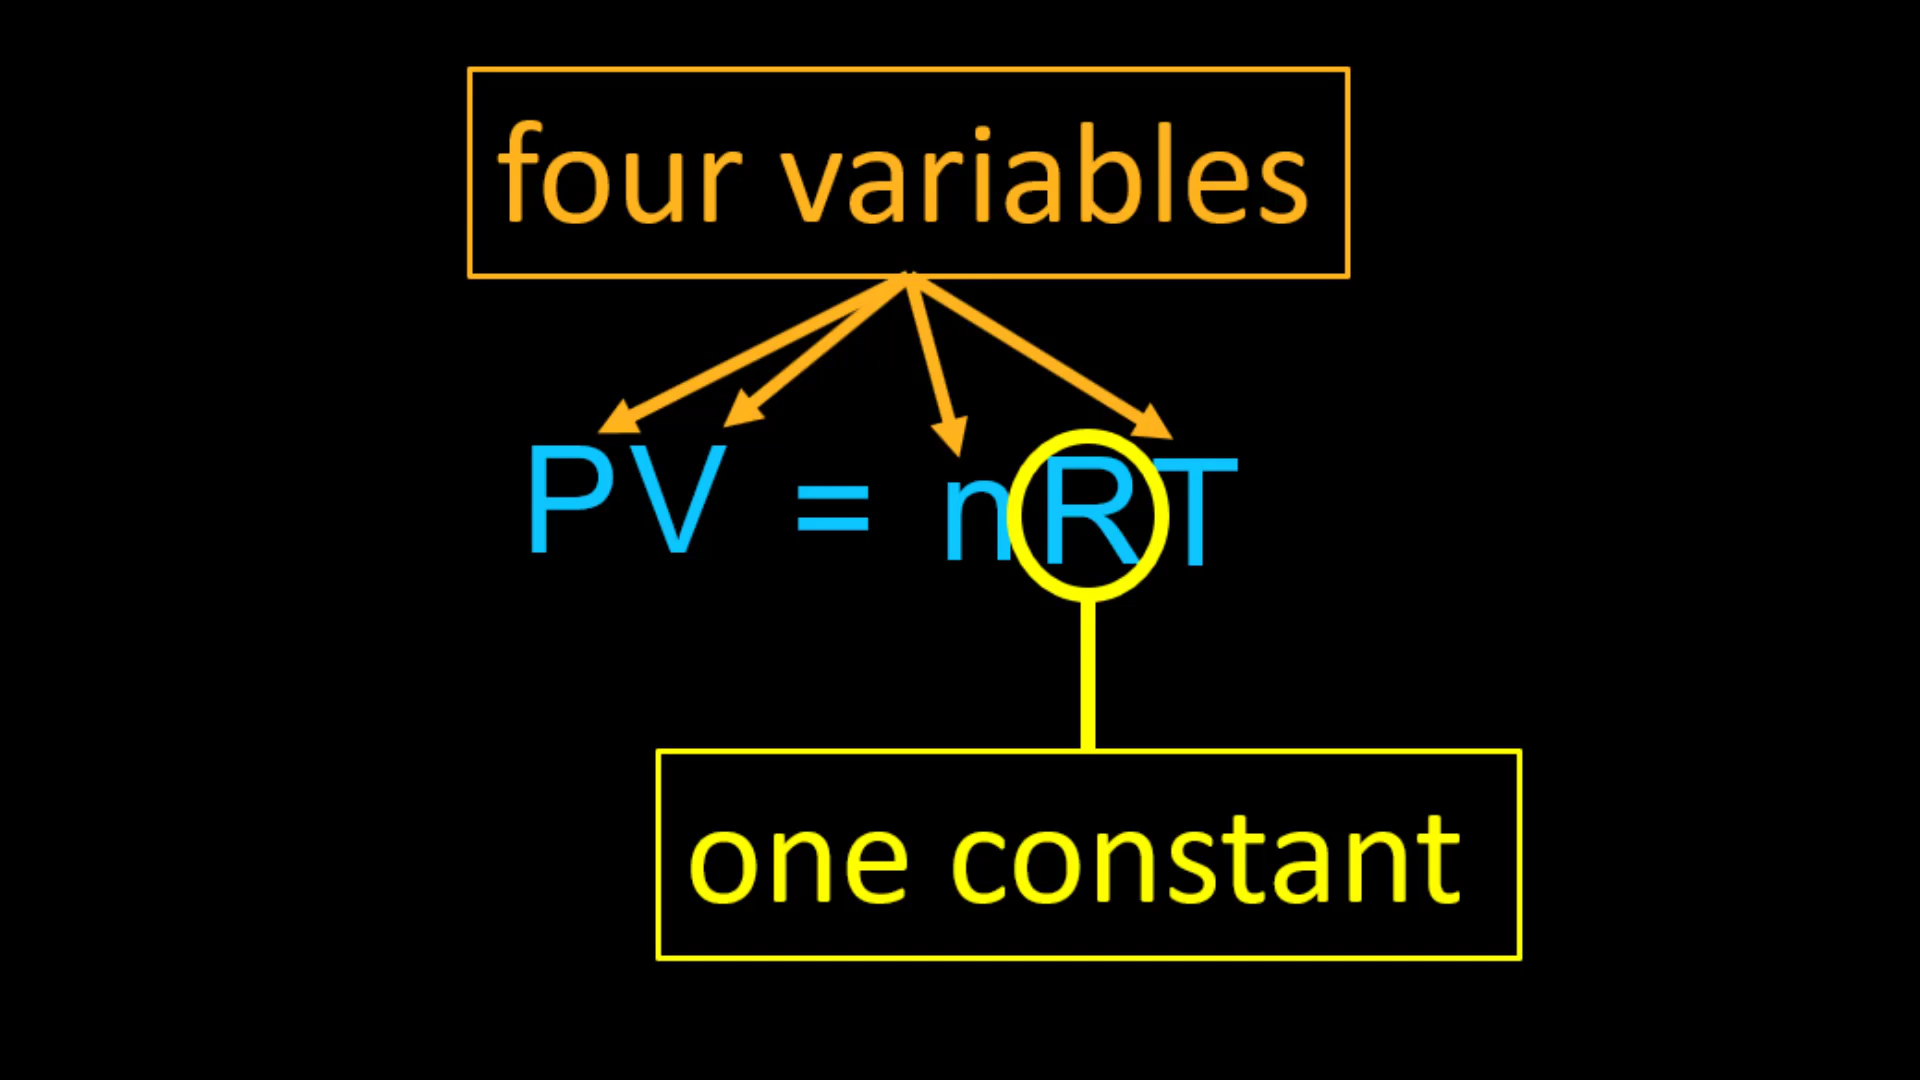 four variables
PV = nRT
one constant